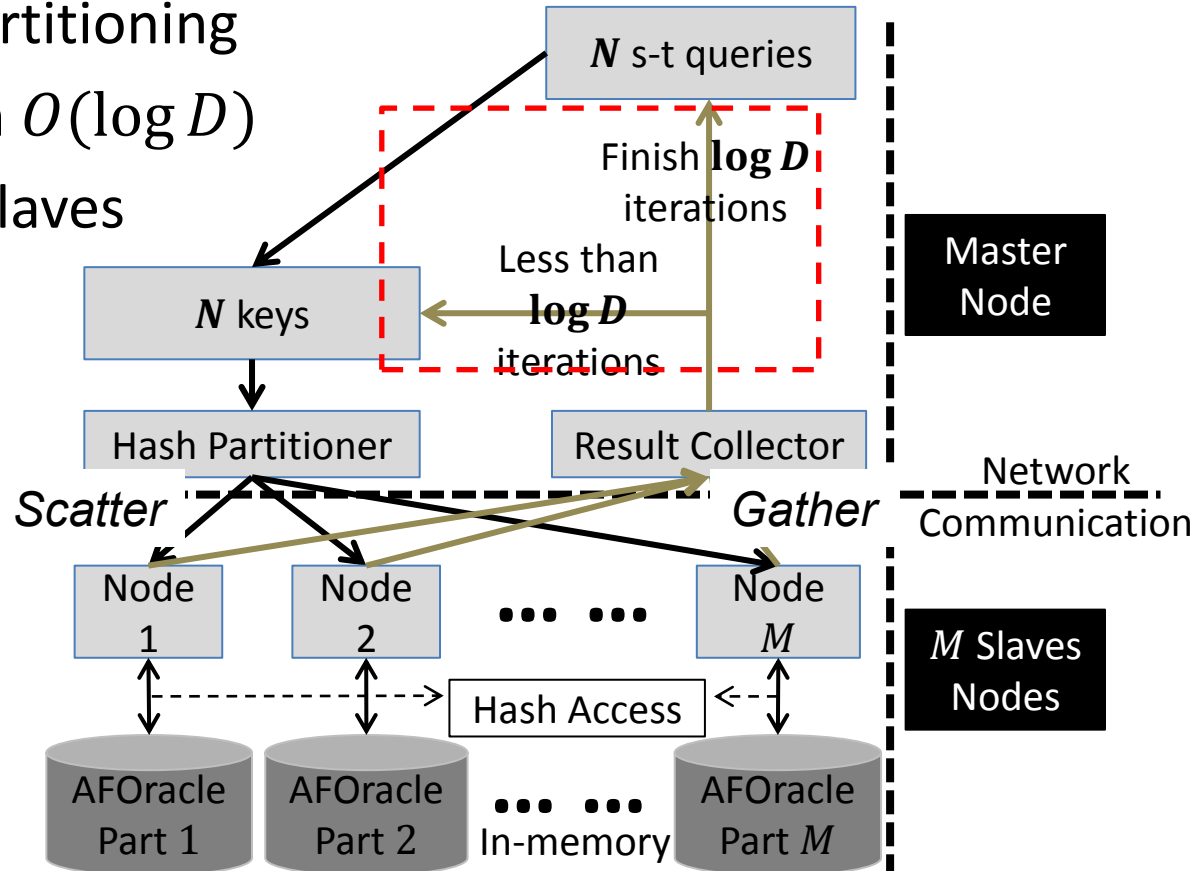 rtitioning
O(log D)
laves
N s-t queries
Finish log D
iterations
Less than
log D
iterations
N keys
Master
Node
Hash Partitioner
Result Collector
Network
Communication
Scatter
Gather
Node
1
Node
2
... ...
Node
M
M Slaves
Nodes
Hash Access
AFOracle
Part 1
AFOracle
Part 2
... ...
In-memory
AFOracle
Part M